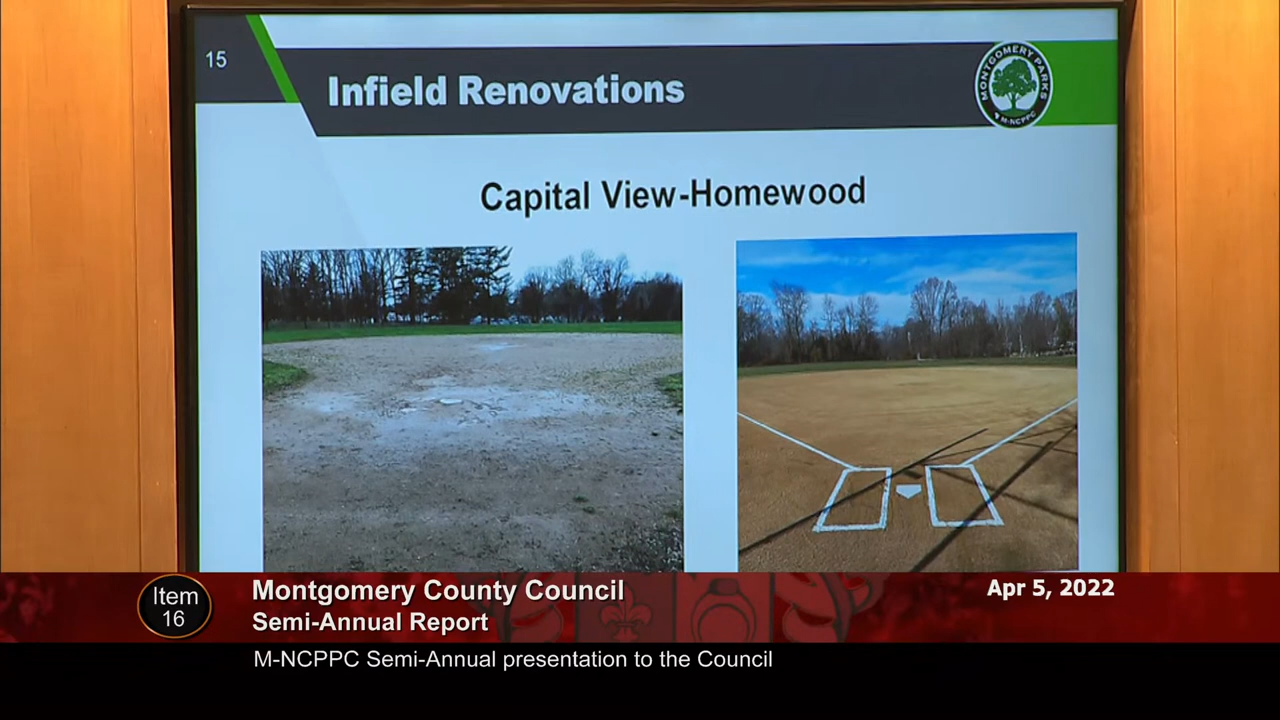 15
Infield Renovations
MONTGOMERY PARKS
M-NCPPC
Capital View-Homewood
Item
16
Montgomery County Council
Semi-Annual Report
Apr 5, 2022
M-NCPPC Semi-Annual presentation to the Council